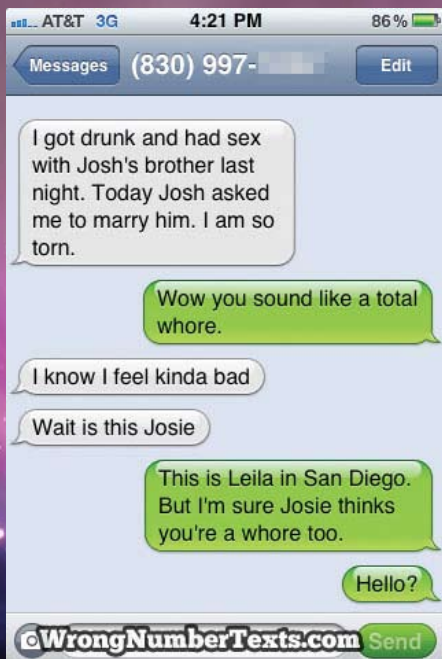 AT&T 3G 4:21 PM 86%
Messages (830) 997- Edit
I got drunk and had sex
with Josh's brother last
night. Today Josh asked
me to marry him. I am so
torn.
Wow you sound like a total
whore.
I know I feel kinda bad
Wait is this Josie
This is Leila in San Diego.
But I'm sure Josie thinks
you're a whore too.
Hello?
WrongNumberTexts.com Send